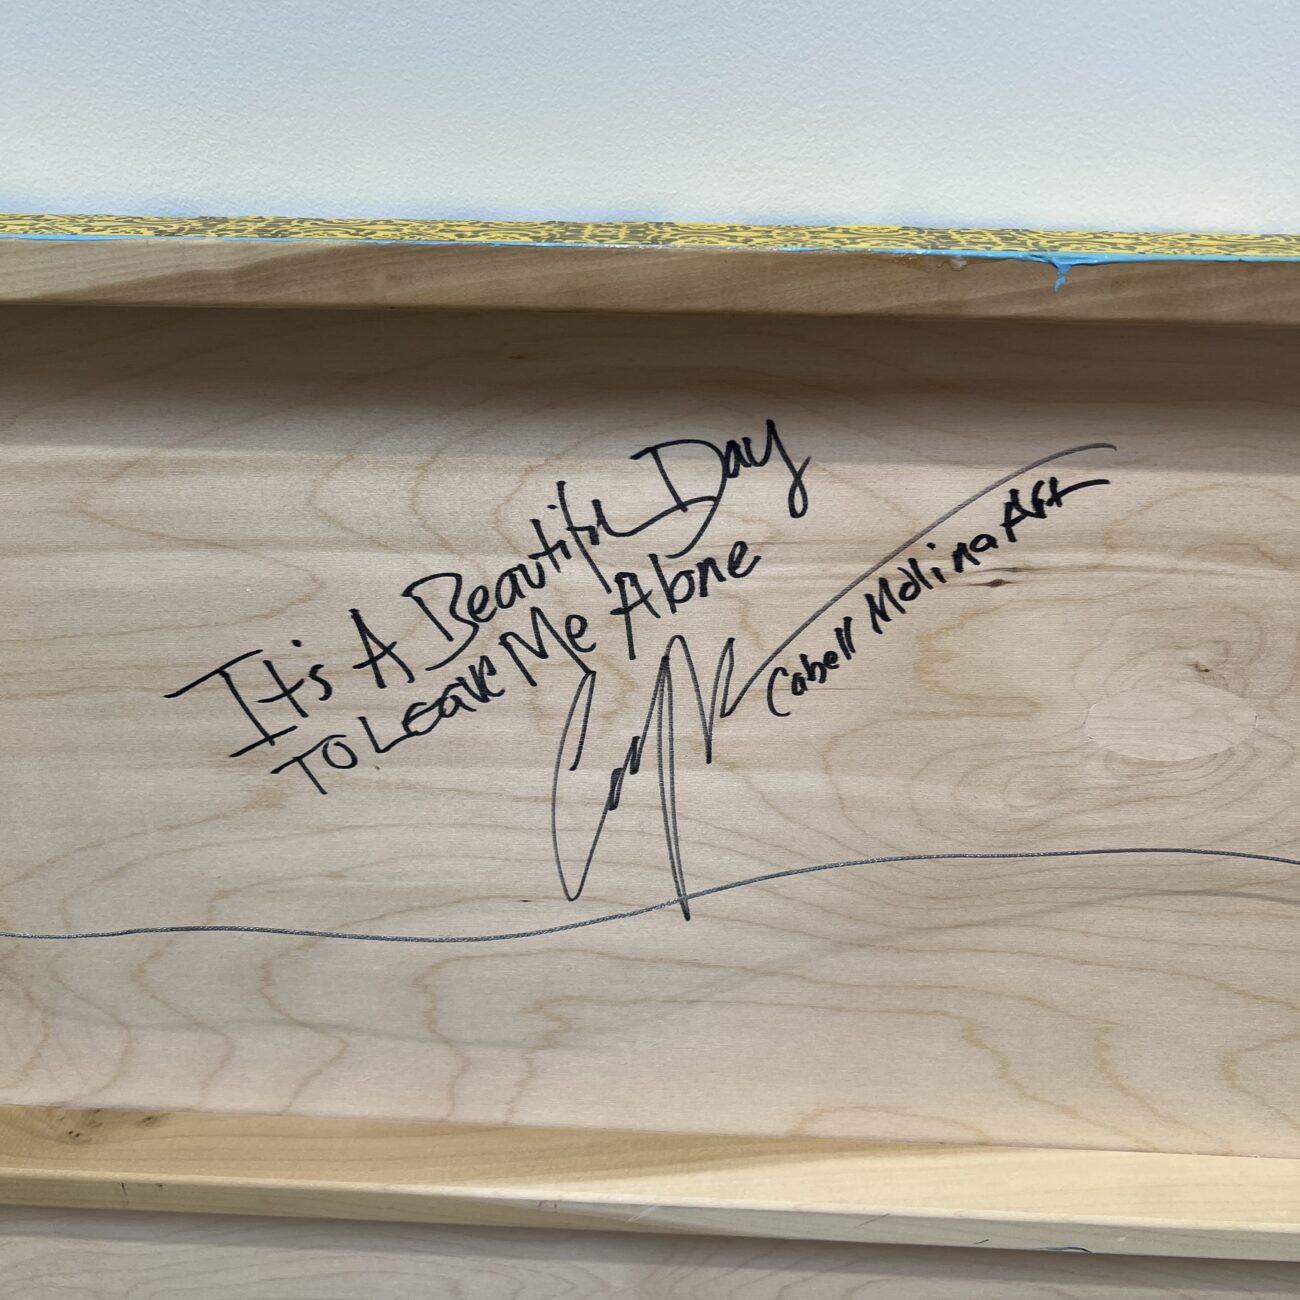 It's A Beautiful Day
TO Leave Me Alone
Cabell Molina Art